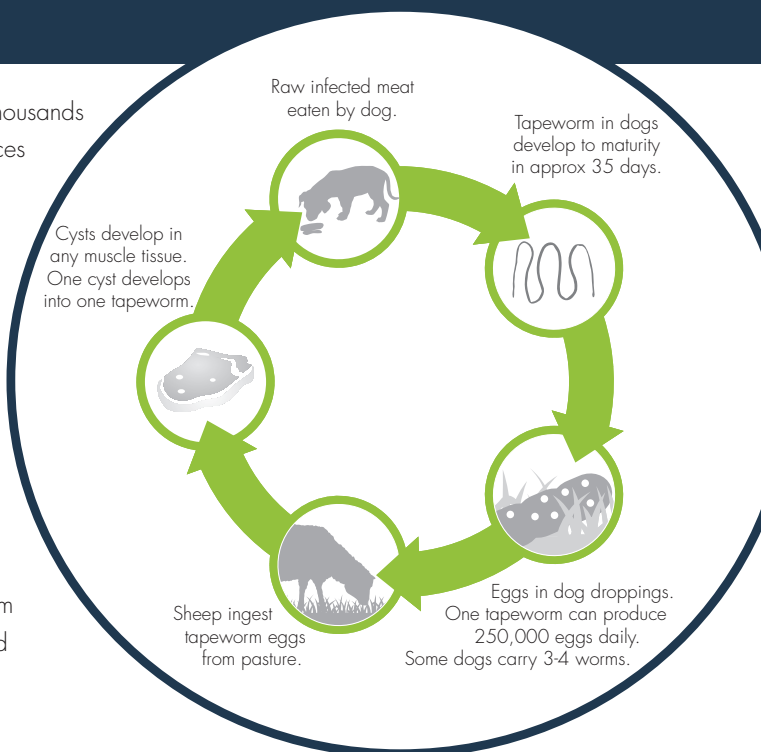 Raw infected meat
eaten by dog.
Tapeworm in dogs
develop to maturity
in approx 35 days.
Eggs in dog droppings.
One tapeworm can produce
250,000 eggs daily.
Some dogs carry 3-4 worms.
Sheep ingest
tapeworm eggs
from pasture.
Cysts develop in
any muscle tissue.
One cyst develops
into one tapeworm.